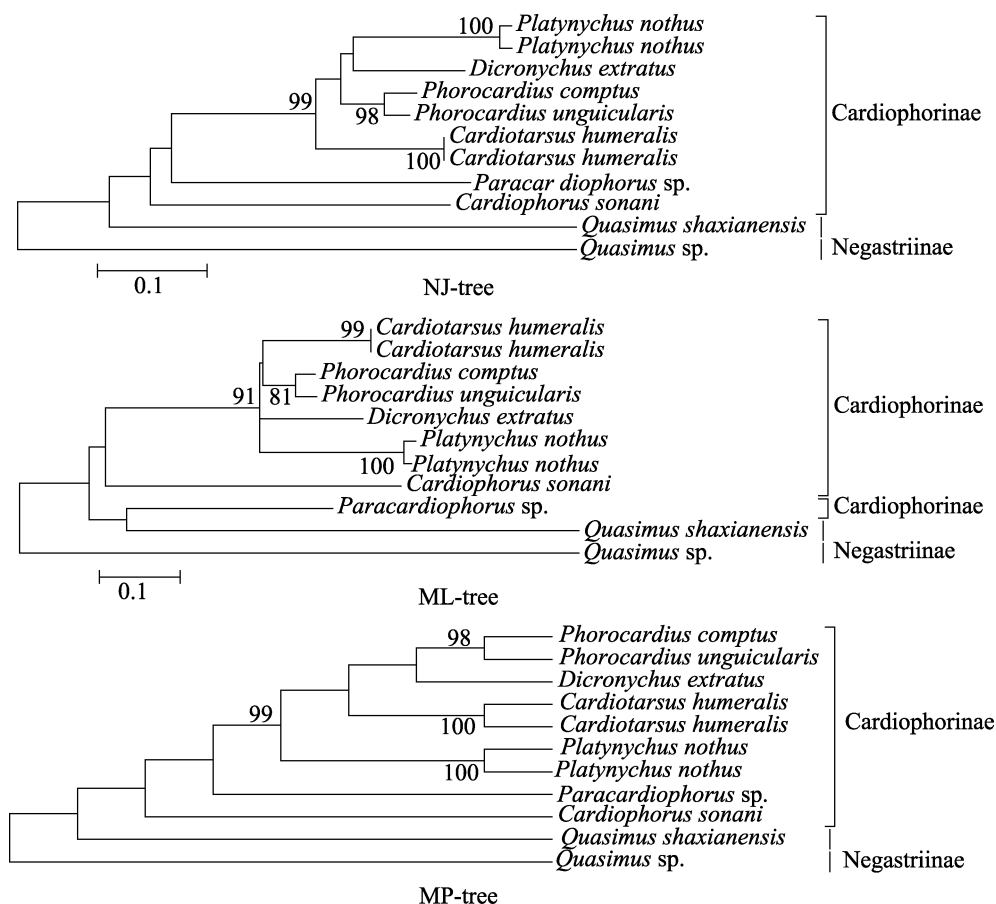 100 Platynychus nothus
Platynychus nothus
Dicronychus extratus
Phorocardius comptus
99
98 Phorocardius unguicularis
Cardiophorinae
Cardiotarsus humeralis
100 Cardiotarsus humeralis
Paracar diophorus sp.
Cardiophorus sonani
Quasimus shaxianensis
Quasimus sp.
Negastriinae
0.1
NJ-tree
99 Cardiotarsus humeralis
Cardiotarsus humeralis
Phorocardius comptus
91 81 Phorocardius unguicularis
Cardiophorinae
Dicronychus extratus
Platynychus nothus
100 Platynychus nothus
Cardiophorus sonani
Paracardiophorus sp.
Cardiophorinae
Quasimus shaxianensis
Quasimus sp.
Negastriinae
0.1
ML-tree
98 Phorocardius comptus
Phorocardius unguicularis
Dicronychus extratus
Cardiotarsus humeralis
99
100 Cardiotarsus humeralis
Cardiophorinae
Platynychus nothus
100 Platynychus nothus
Paracardiophorus sp.
Cardiophorus sonani
Quasimus shaxianensis
Quasimus sp.
Negastriinae
MP-tree